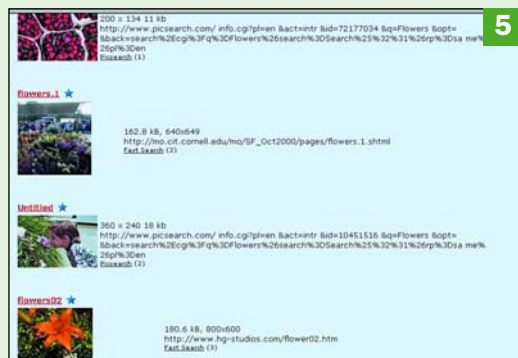 5
200 x 134 11 kb
http://www.picsearch.com/ info.cgi?pl=en &act=intr &id=72177034 &q=Flowers &opt=
&back=search%2Ecgi%3Fq%3DFlowers%26search%3DSearch%25%32%31%26rp%3Dsa me%
26pl%3Den
Picsearch (1)
flowers.1
162.8 kB, 640x649
http://mo.cit.cornell.edu/mo/SF_Oct2000/pages/flowers.1.shtml
Fast Search (2)
Untitled
360 x 240 18 kb
http://www.picsearch.com/ info.cgi?pl=en &act=intr &id=10451516 &q=Flowers &opt=
&back=search%2Ecgi%3Fq%3DFlowers%26search%3DSearch%25%32%31%26rp%3Dsa me%
26pl%3Den
Picsearch (2)
flowers02
180.6 kB, 800x600
http://www.hg-studios.com/flower02.htm
Fast Search (3)